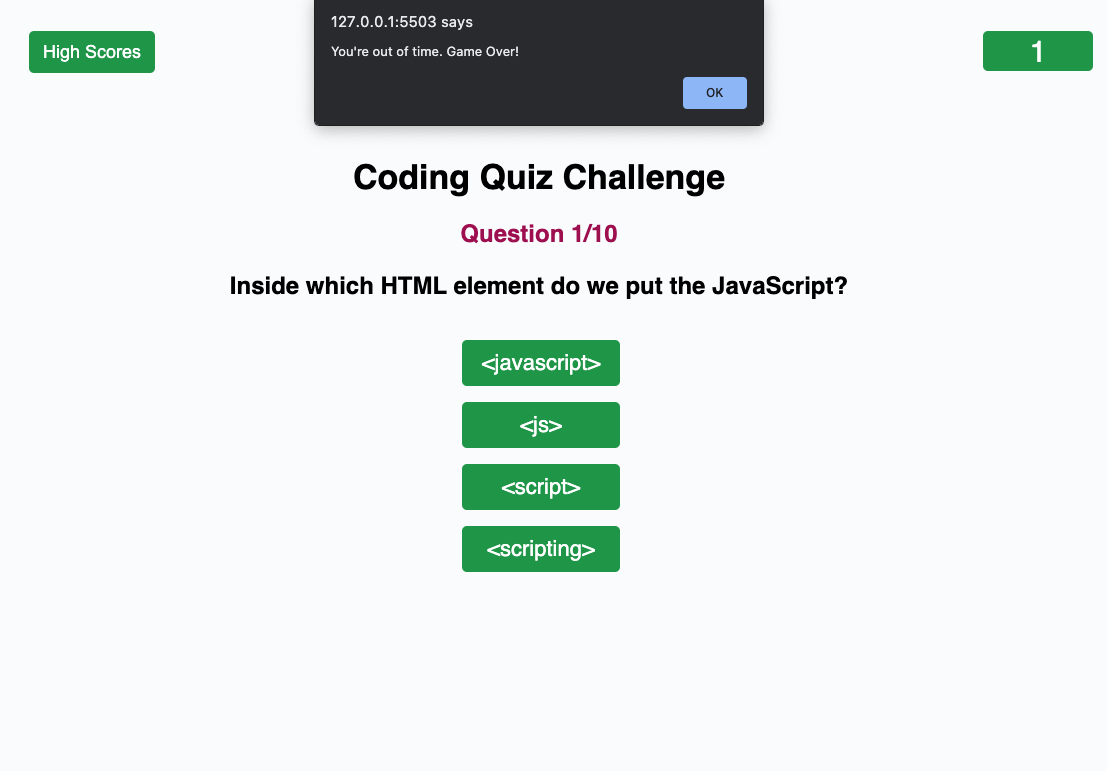 127.0.0.1:5503 says
You're out of time. Game Over!
OK
High Scores
1
Coding Quiz Challenge
Question 1/10
Inside which HTML element do we put the JavaScript?
<javascript>
<js>
<script>
<scripting>